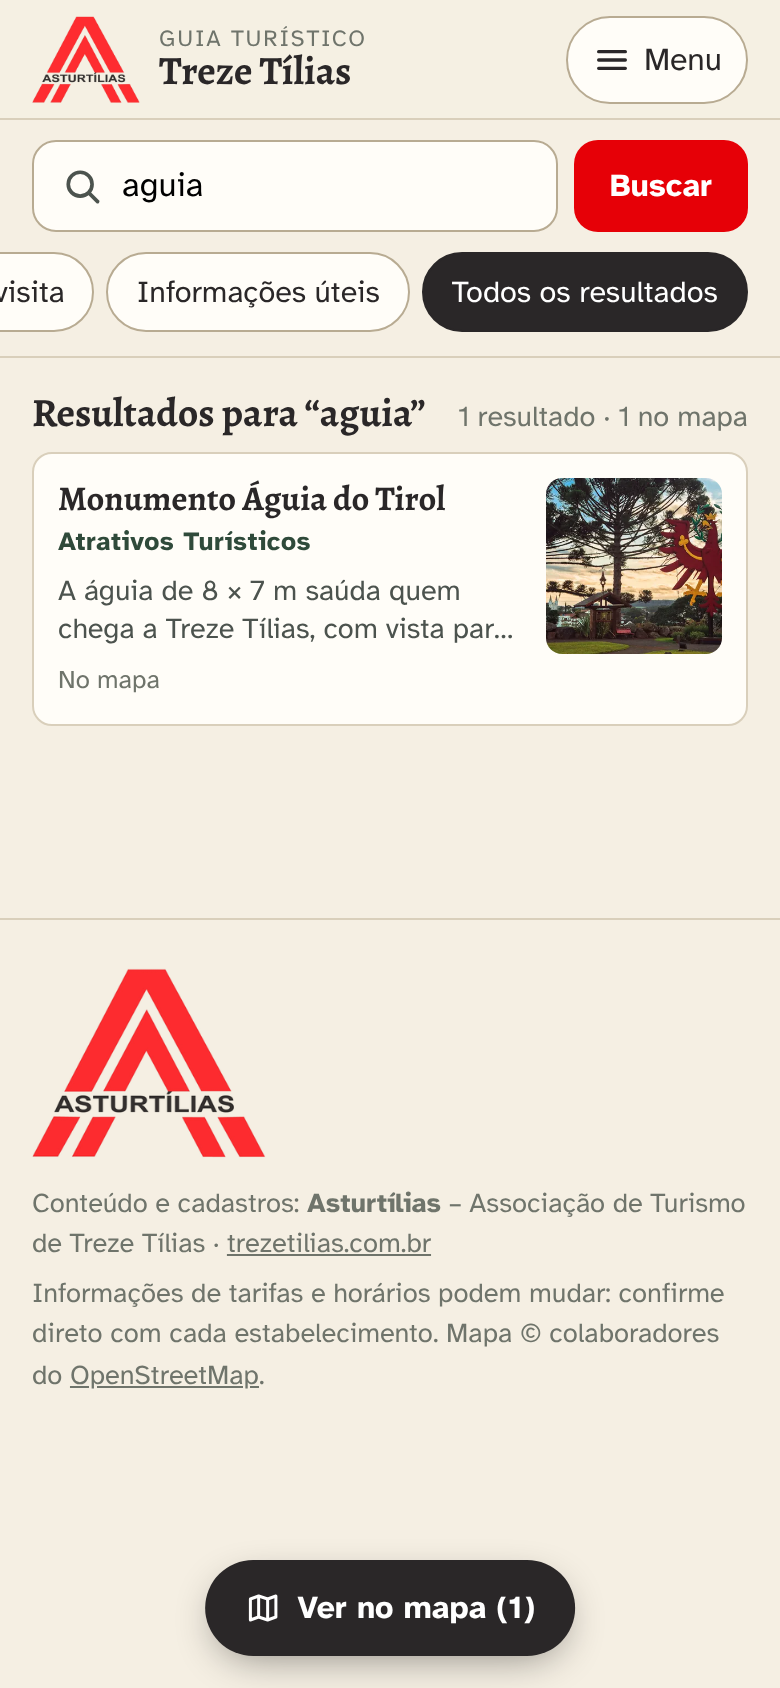 ASTURTÍLIAS
GUIA TURÍSTICO
Treze Tílias
Menu
aguia
Buscar
visita
Informações úteis
Todos os resultados
Resultados para “aguia”
1 resultado · 1 no mapa
Monumento Águia do Tirol
Atrativos Turísticos
A águia de 8 × 7 m saúda quem
chega a Treze Tílias, com vista par...
No mapa
ASTURTÍLIAS
Conteúdo e cadastros: Asturtílias – Associação de Turismo
de Treze Tílias · trezetilias.com.br
Informações de tarifas e horários podem mudar: confirme
direto com cada estabelecimento. Mapa © colaboradores
do OpenStreetMap.
Ver no mapa (1)